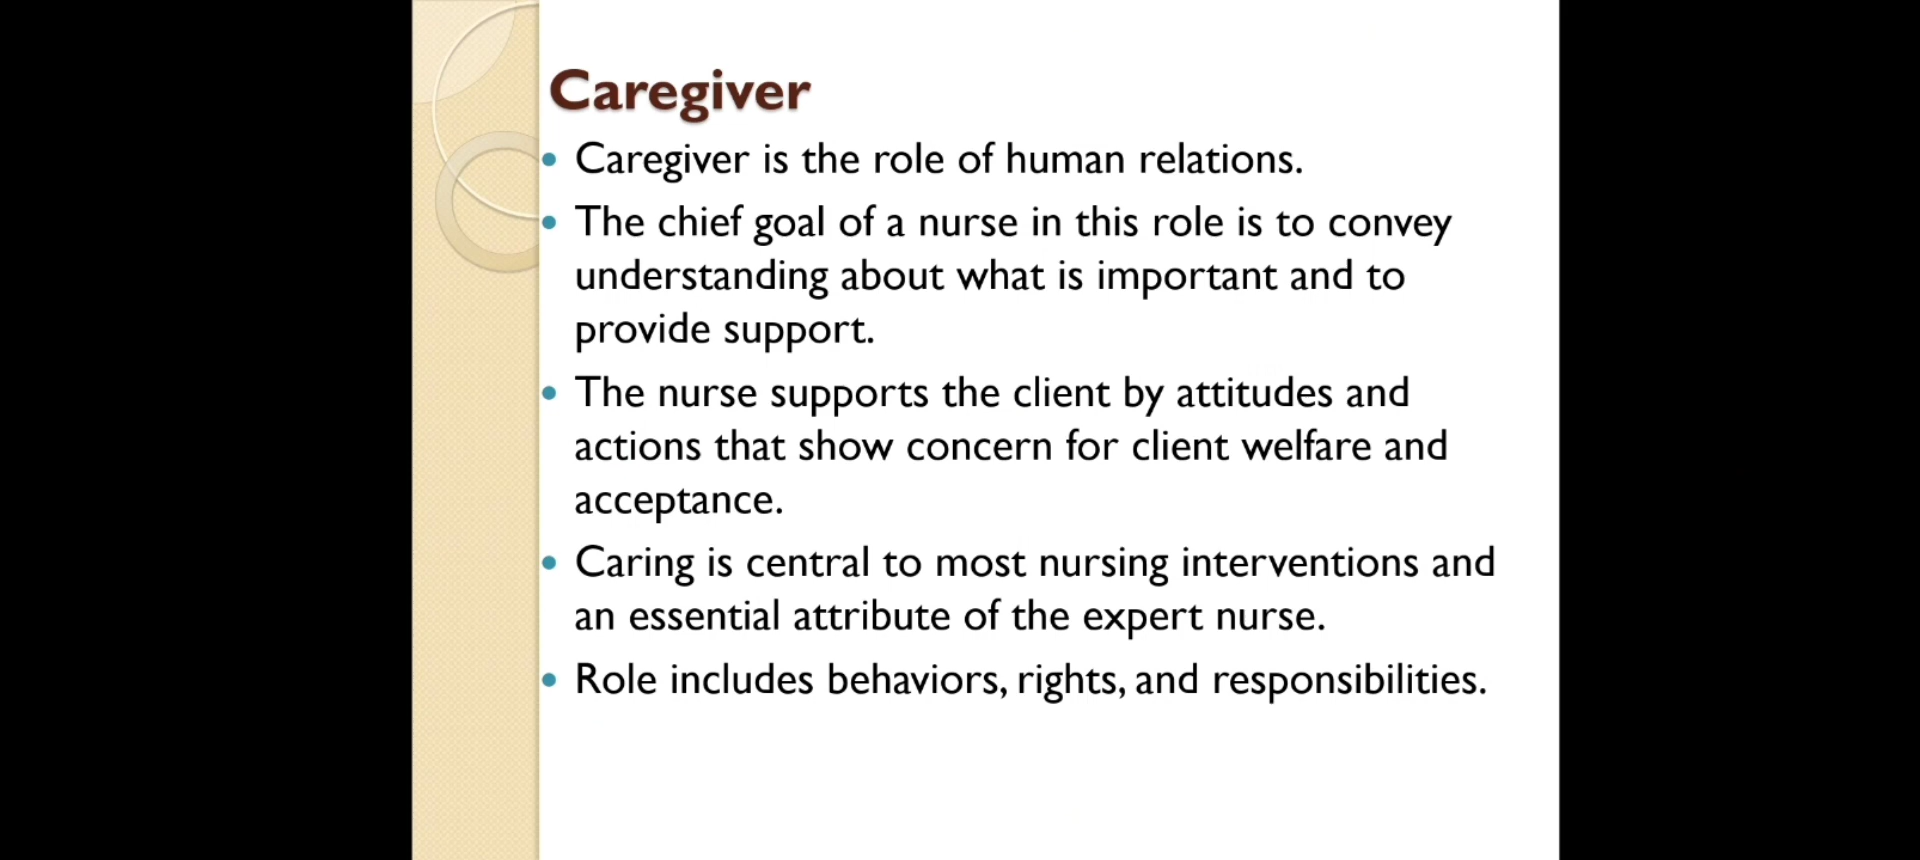 Caregiver
• Caregiver is the role of human relations.
• The chief goal of a nurse in this role is to convey
understanding about what is important and to
provide support.
• The nurse supports the client by attitudes and
actions that show concern for client welfare and
acceptance.
• Caring is central to most nursing interventions and
an essential attribute of the expert nurse.
• Role includes behaviors, rights, and responsibilities.